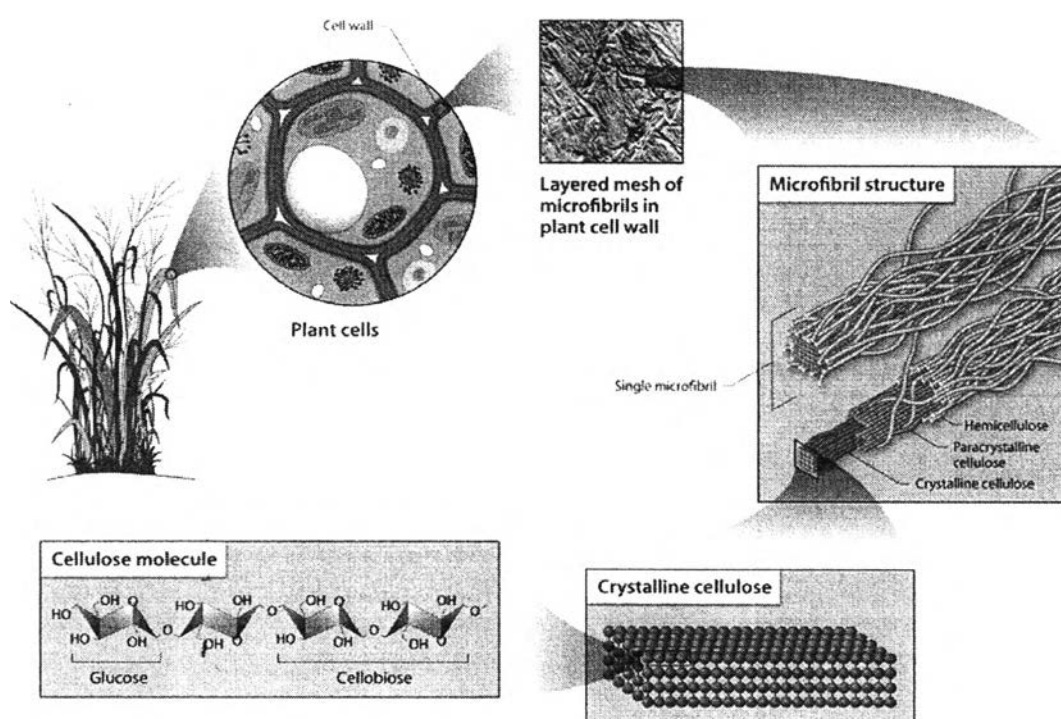 Cell wall
Layered mesh of
microfibrils in
plant cell wall
Plant cells
Microfibril structure
Single microfibril
Hemicellulose
Paracrystalline
cellulose
Crystalline cellulose
Cellulose molecule
HO OH O OH OH O OH O OH O
HO OH O OH O HO OH O OH O
Glucose
Cellobiose
Crystalline cellulose